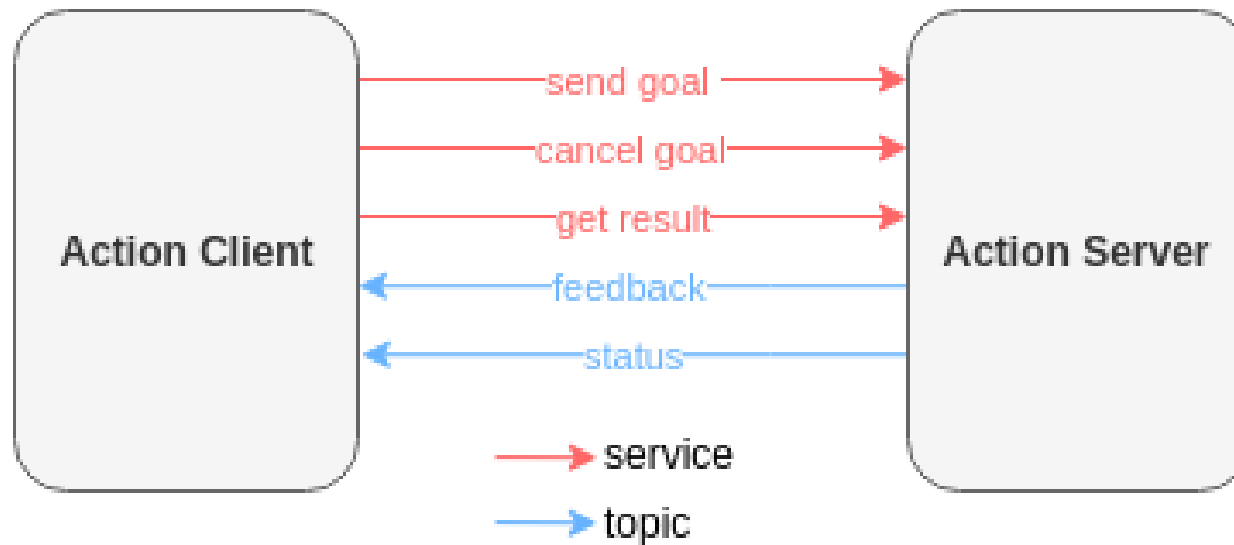 send goal
cancel goal
get result
Action Client
Action Server
feedback
status
service
topic